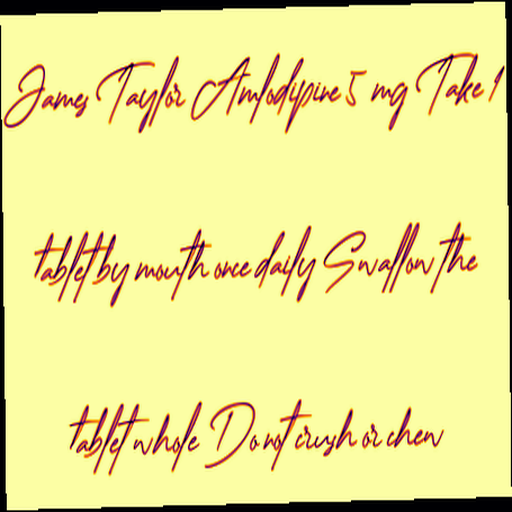 James Taylor Amlodipine 5 mg Take 1
tablet by mouth once daily Swallow the
tablet whole Do not crush or chew